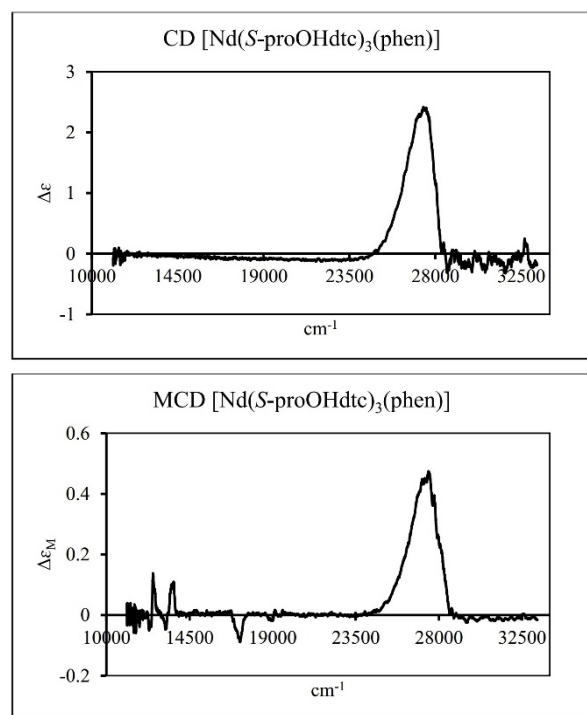 CD [Nd(S-proOHdtc)₃(phen)]
3
2
1
0
-1
Δε
10000 14500 19000 23500 28000 32500
cm⁻¹
MCD [Nd(S-proOHdtc)₃(phen)]
0.6
0.4
0.2
0
-0.2
Δε_M
10000 14500 19000 23500 28000 32500
cm⁻¹